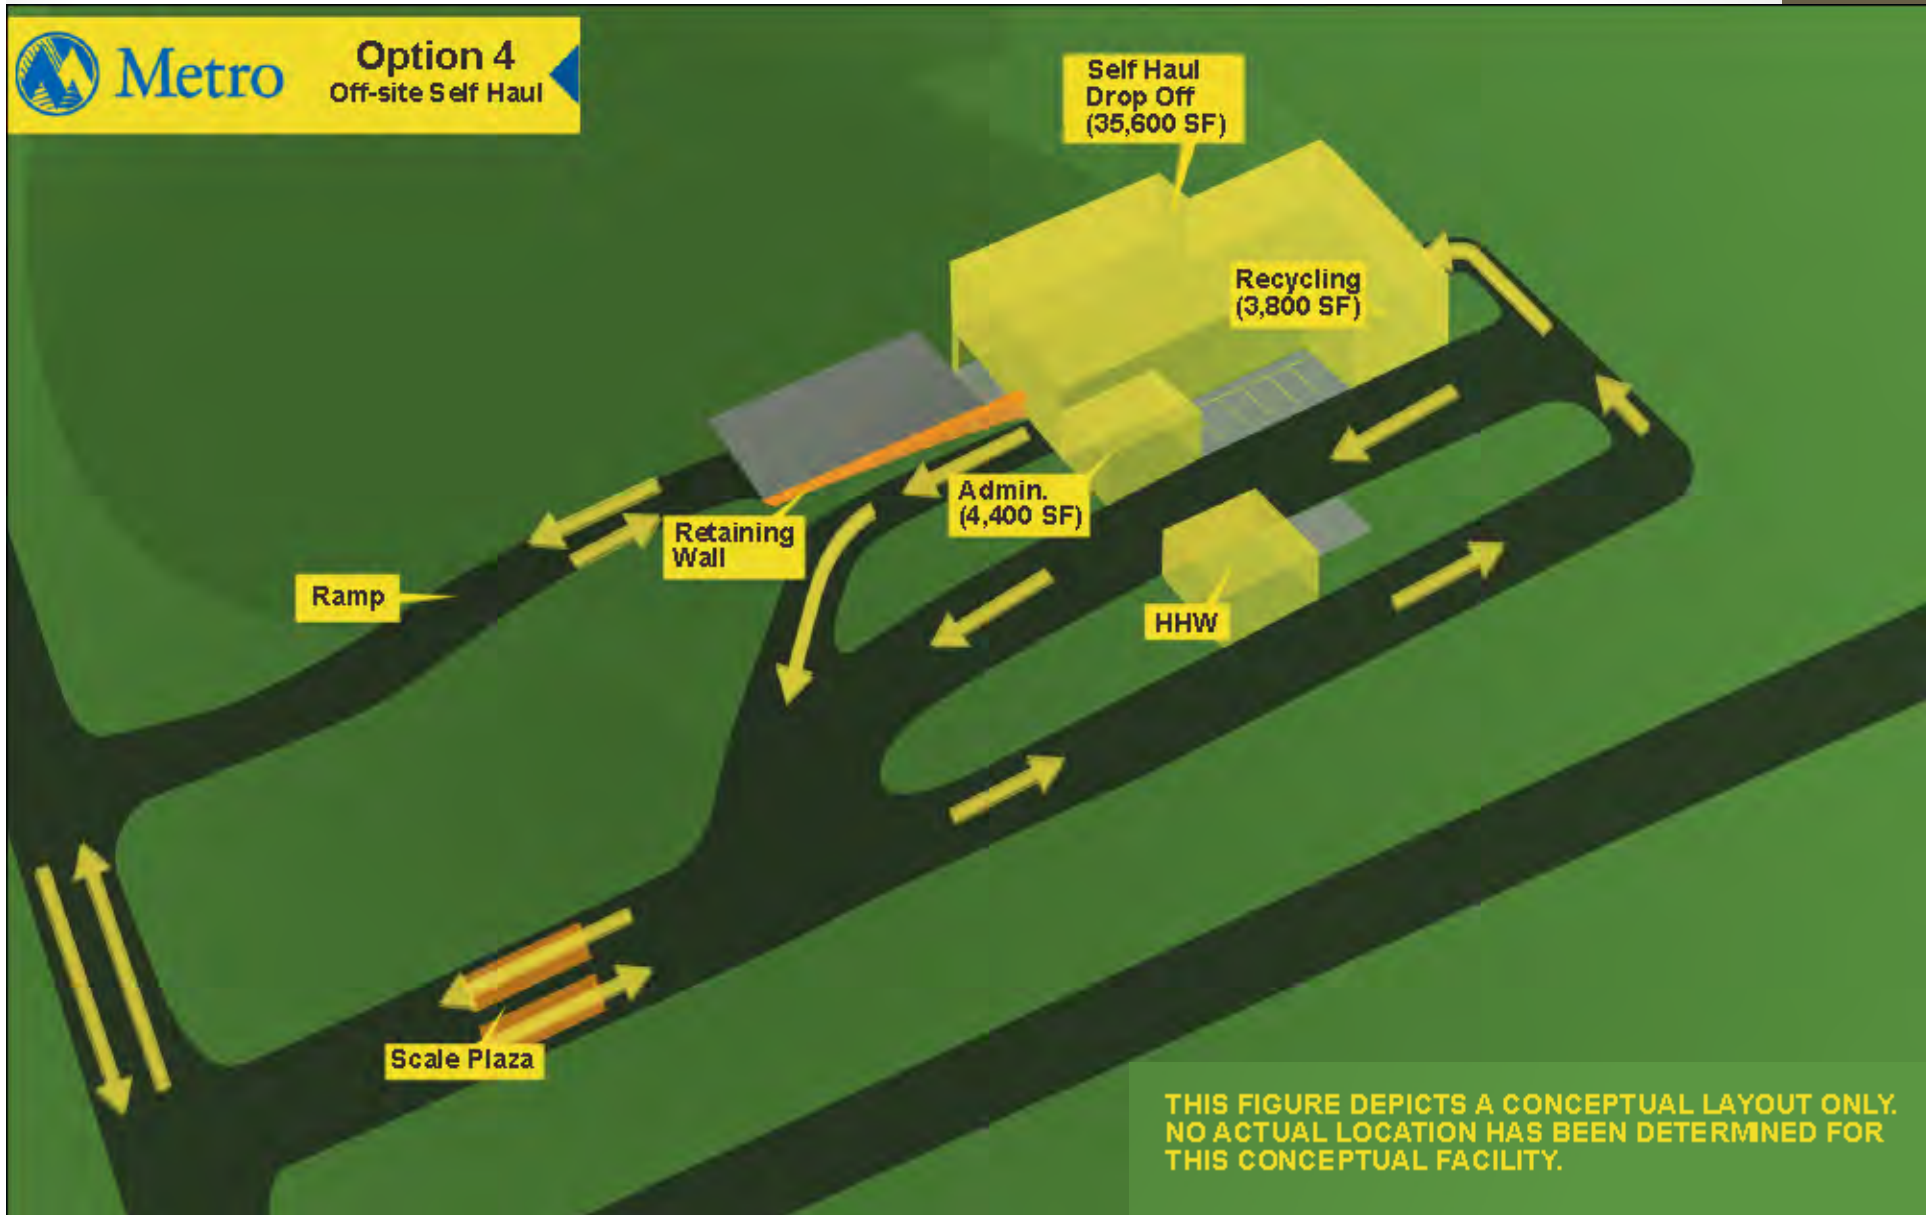 Metro
Option 4
Off-site Self Haul
Self Haul
Drop Off
(35,600 SF)
Recycling
(3,800 SF)
Admin.
(4,400 SF)
Retaining
Wall
Ramp
HHW
Scale Plaza
THIS FIGURE DEPICTS A CONCEPTUAL LAYOUT ONLY.
NO ACTUAL LOCATION HAS BEEN DETERMINED FOR
THIS CONCEPTUAL FACILITY.